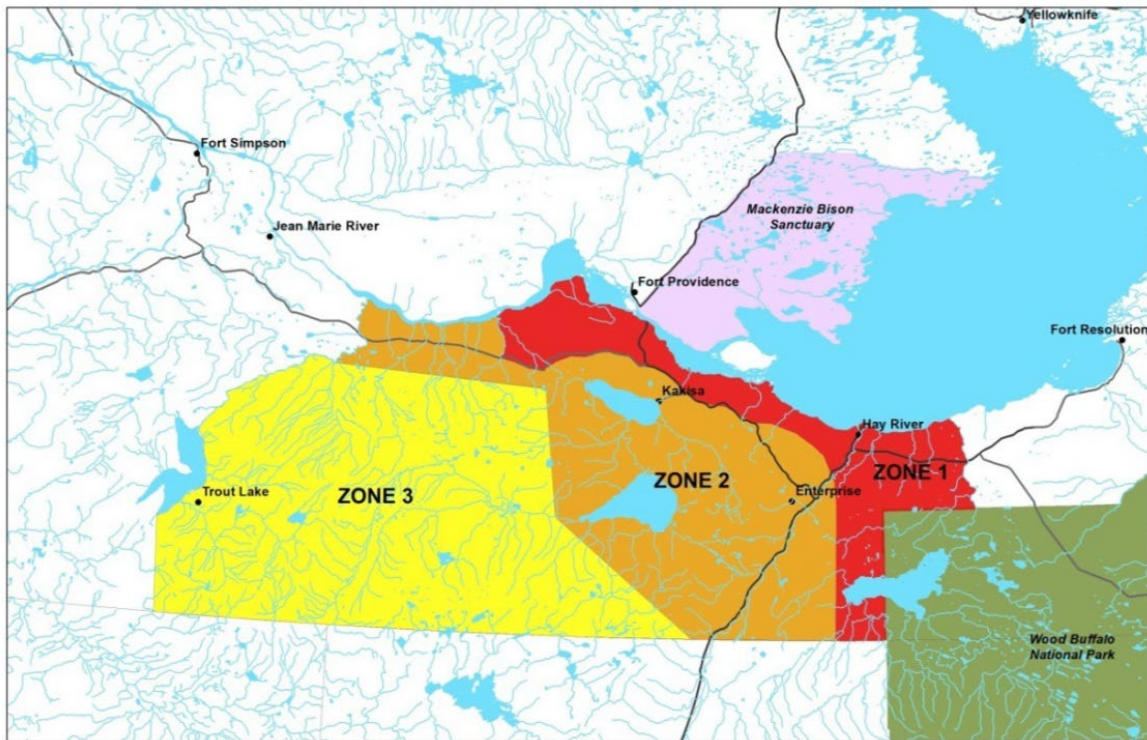 Yellowknife
Fort Simpson
Mackenzie Bison
Sanctuary
Jean Marie River
Fort Providence
Fort Resolution
Kakisa
Hay River
ZONE 1
ZONE 2
ZONE 3
Trout Lake
Enterprise
Wood Buffalo
National Park